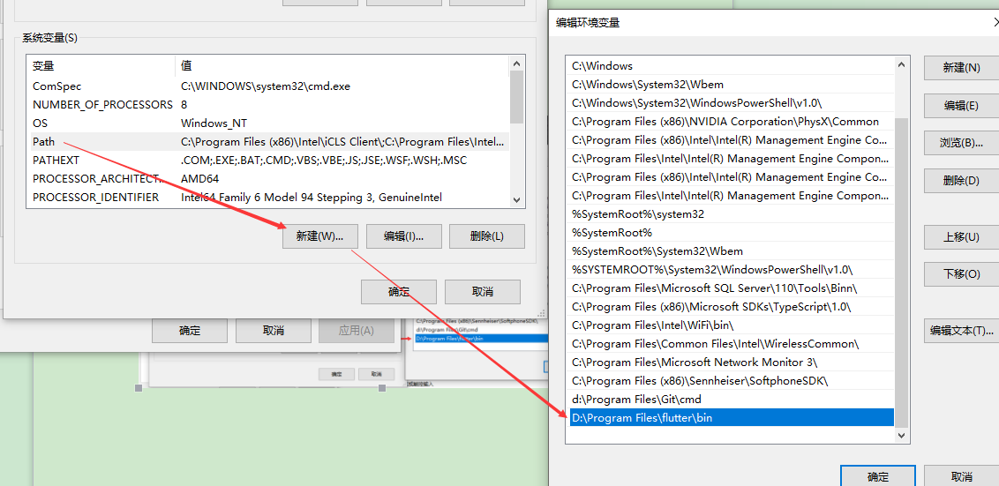 系统变量(S)
变量 值
ComSpec C:\WINDOWS\system32\cmd.exe
NUMBER_OF_PROCESSORS 8
OS Windows_NT
Path C:\Program Files (x86)\Intel\iCLS Client\;C:\Program Files\Intel...
PATHEXT .COM;.EXE;.BAT;.CMD;.VBS;.VBE;.JS;.JSE;.WSF;.WSH;.MSC
PROCESSOR_ARCHITECT... AMD64
PROCESSOR_IDENTIFIER Intel64 Family 6 Model 94 Stepping 3, GenuineIntel
新建(W)... 编辑(I)... 删除(L)
确定 取消
确定 取消 应用(A)
C:\Program Files (x86)\Sennheiser\SoftphoneSDK\
d:\Program Files\Git\cmd
D:\Program Files\flutter\bin
确定 取消
编辑环境变量
C:\Windows
C:\Windows\System32\Wbem
C:\Windows\System32\WindowsPowerShell\v1.0\
C:\Program Files (x86)\NVIDIA Corporation\PhysX\Common
C:\Program Files (x86)\Intel\Intel(R) Management Engine Co...
C:\Program Files\Intel\Intel(R) Management Engine Compon...
C:\Program Files (x86)\Intel\Intel(R) Management Engine Co...
C:\Program Files\Intel\Intel(R) Management Engine Compon...
%SystemRoot%\system32
%SystemRoot%
%SystemRoot%\System32\Wbem
%SYSTEMROOT%\System32\WindowsPowerShell\v1.0\
C:\Program Files\Microsoft SQL Server\110\Tools\Binn\
C:\Program Files (x86)\Microsoft SDKs\TypeScript\1.0\
C:\Program Files\Intel\WiFi\bin\
C:\Program Files\Common Files\Intel\WirelessCommon\
C:\Program Files\Microsoft Network Monitor 3\
C:\Program Files (x86)\Sennheiser\SoftphoneSDK\
d:\Program Files\Git\cmd
D:\Program Files\flutter\bin
新建(N)
编辑(E)
浏览(B)...
删除(D)
上移(U)
下移(O)
编辑文本(T)...
确定 取消